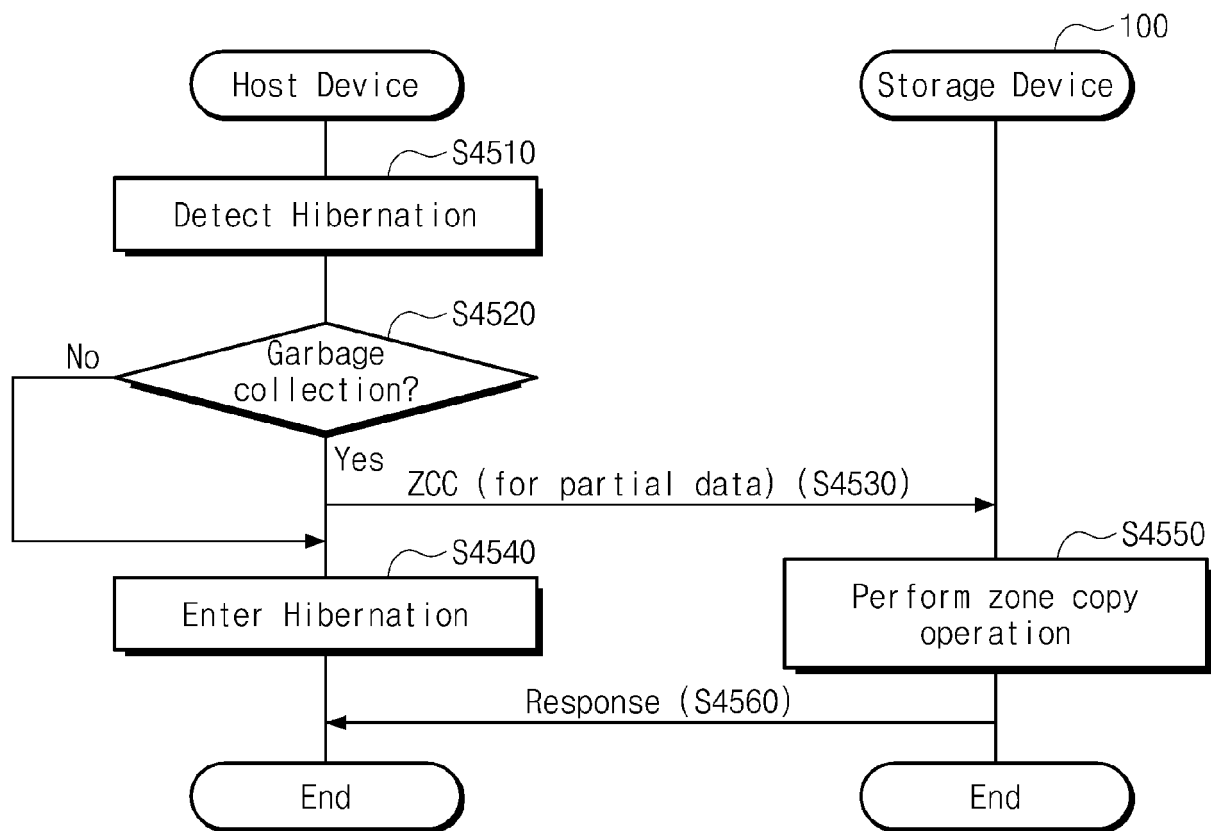 100
Host Device
Storage Device
S4510
Detect Hibernation
S4520
No
Garbage
collection?
Yes
ZCC (for partial data) (S4530)
S4540
S4550
Enter Hibernation
Perform zone copy
operation
Response (S4560)
End
End